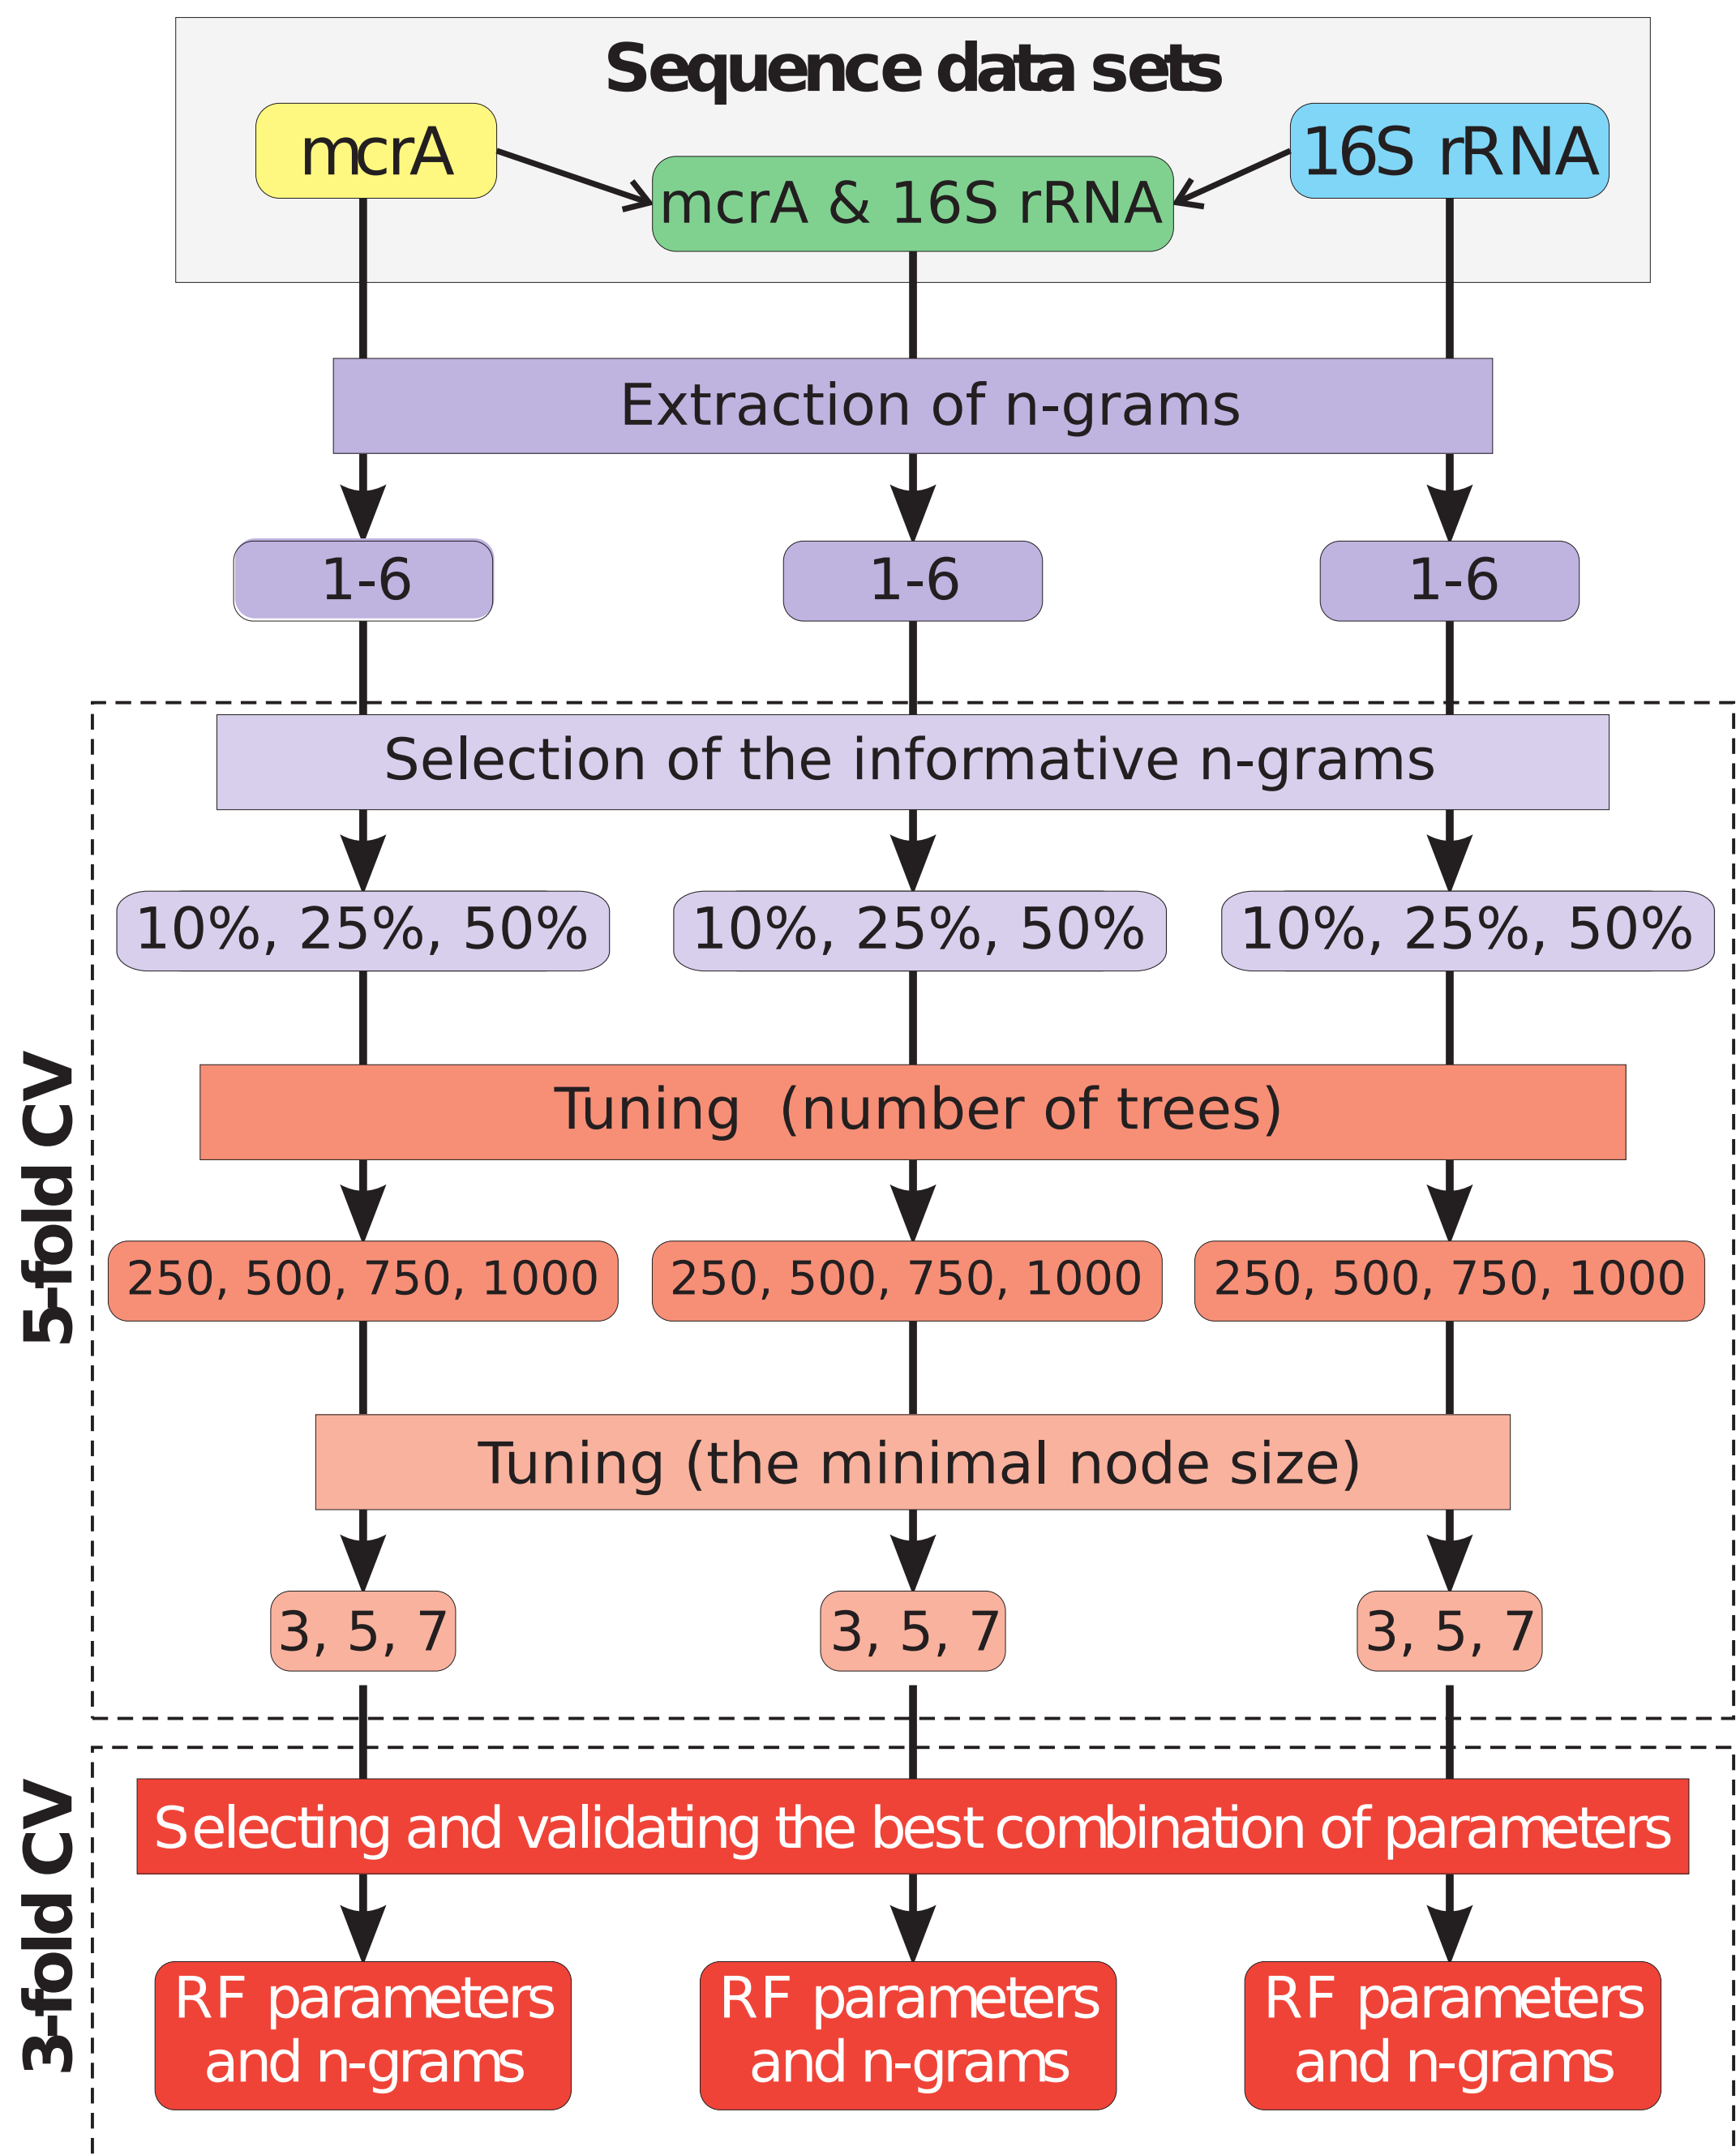 Sequence data sets
mcrA
16S rRNA
mcrA & 16S rRNA
Extraction of n-grams
1-6
1-6
1-6
Selection of the informative n-grams
10%, 25%, 50%
10%, 25%, 50%
10%, 25%, 50%
Tuning (number of trees)
250, 500, 750, 1000
250, 500, 750, 1000
250, 500, 750, 1000
Tuning (the minimal node size)
3, 5, 7
3, 5, 7
3, 5, 7
5-fold CV
Selecting and validating the best combination of parameters
RF parameters
and n-grams
RF parameters
and n-grams
RF parameters
and n-grams
3-fold CV